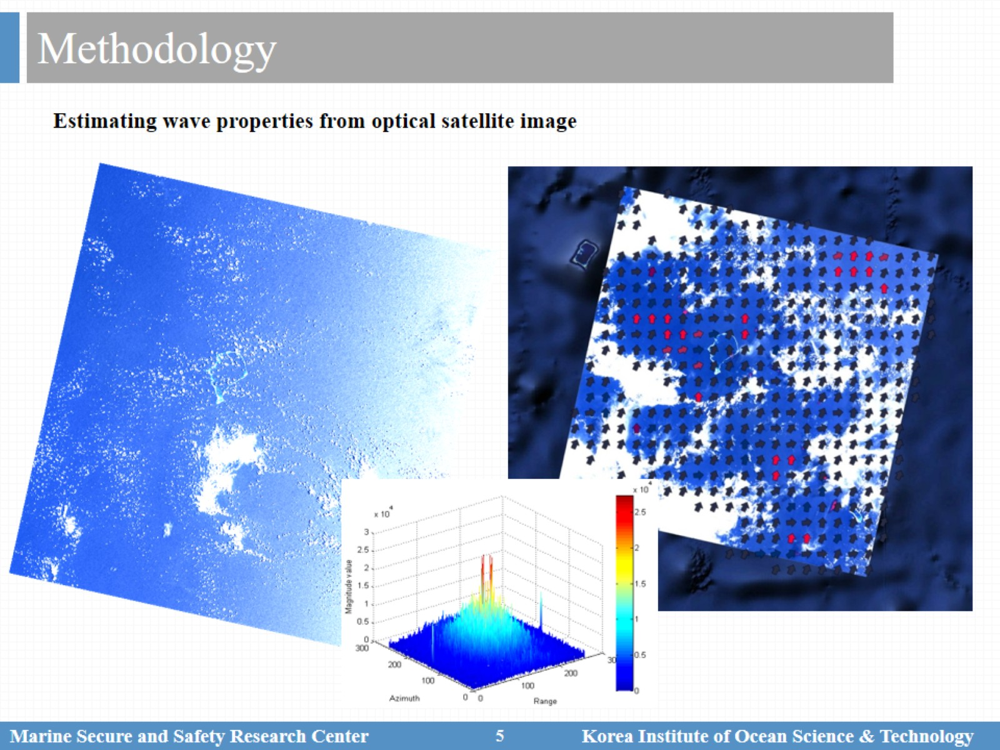 Methodology
Estimating wave properties from optical satellite image
x 10^4
3
2.5
2
1.5
1
0.5
0
Magnitude value
300
200
100
0
Azimuth
0
100
200
30
Range
x 10^4
2.5
2
1.5
1
0.5
0
Marine Secure and Safety Research Center
5
Korea Institute of Ocean Science & Technology